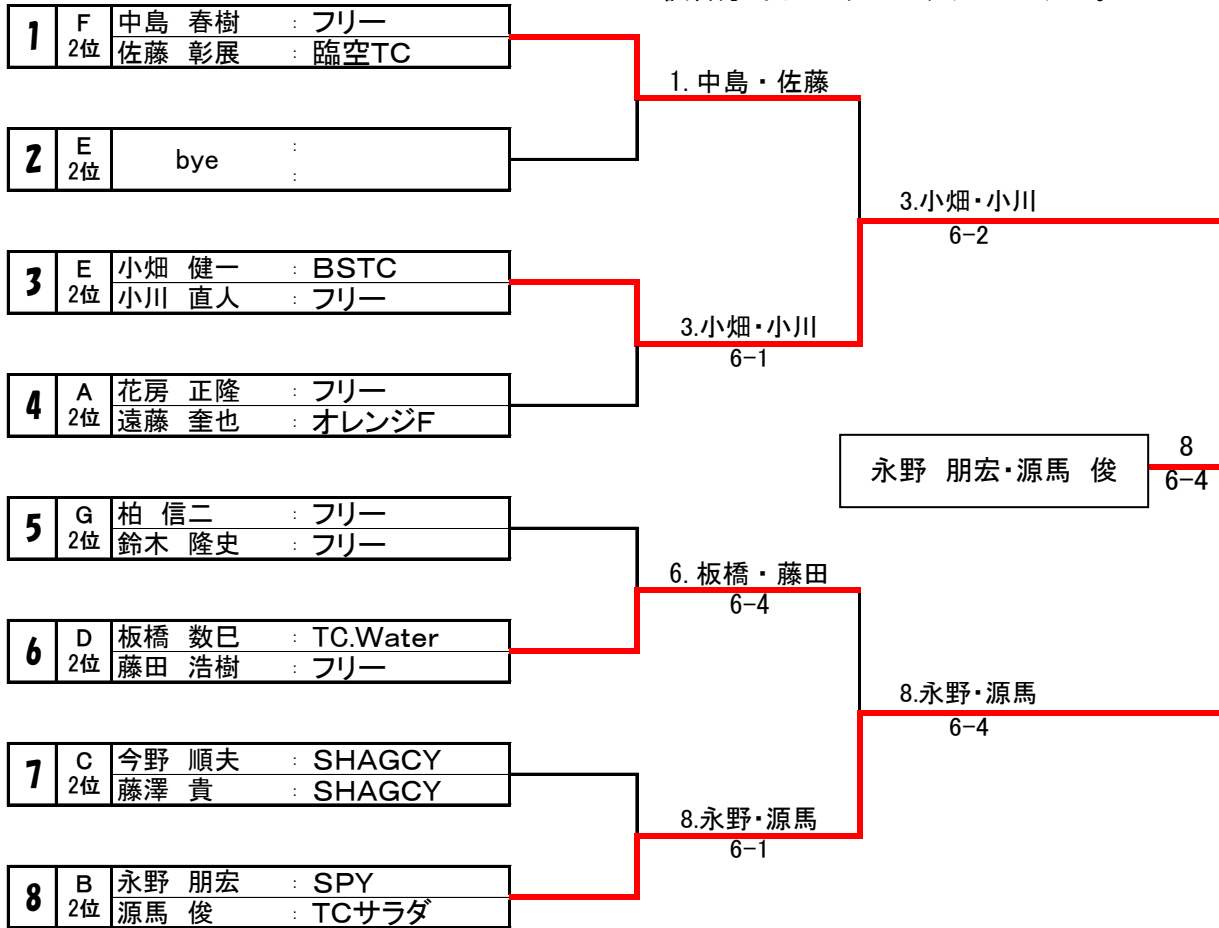 1 F 2位 中島 春樹 : フリー
佐藤 彰展 : 臨空TC
1. 中島・佐藤
2 E 2位 bye :
:
3.小畑・小川
6-2
3 E 2位 小畑 健一 : BSTC
小川 直人 : フリー
3.小畑・小川
6-1
4 A 2位 花房 正隆 : フリー
遠藤 奎也 : オレンジF
永野 朋宏・源馬 俊
8
6-4
5 G 2位 柏 信二 : フリー
鈴木 隆史 : フリー
6. 板橋・藤田
6-4
6 D 2位 板橋 数巳 : TC.Water
藤田 浩樹 : フリー
8.永野・源馬
6-4
7 C 2位 今野 順夫 : SHAGCY
藤澤 貴 : SHAGCY
8.永野・源馬
6-1
8 B 2位 永野 朋宏 : SPY
源馬 俊 : TCサラダ